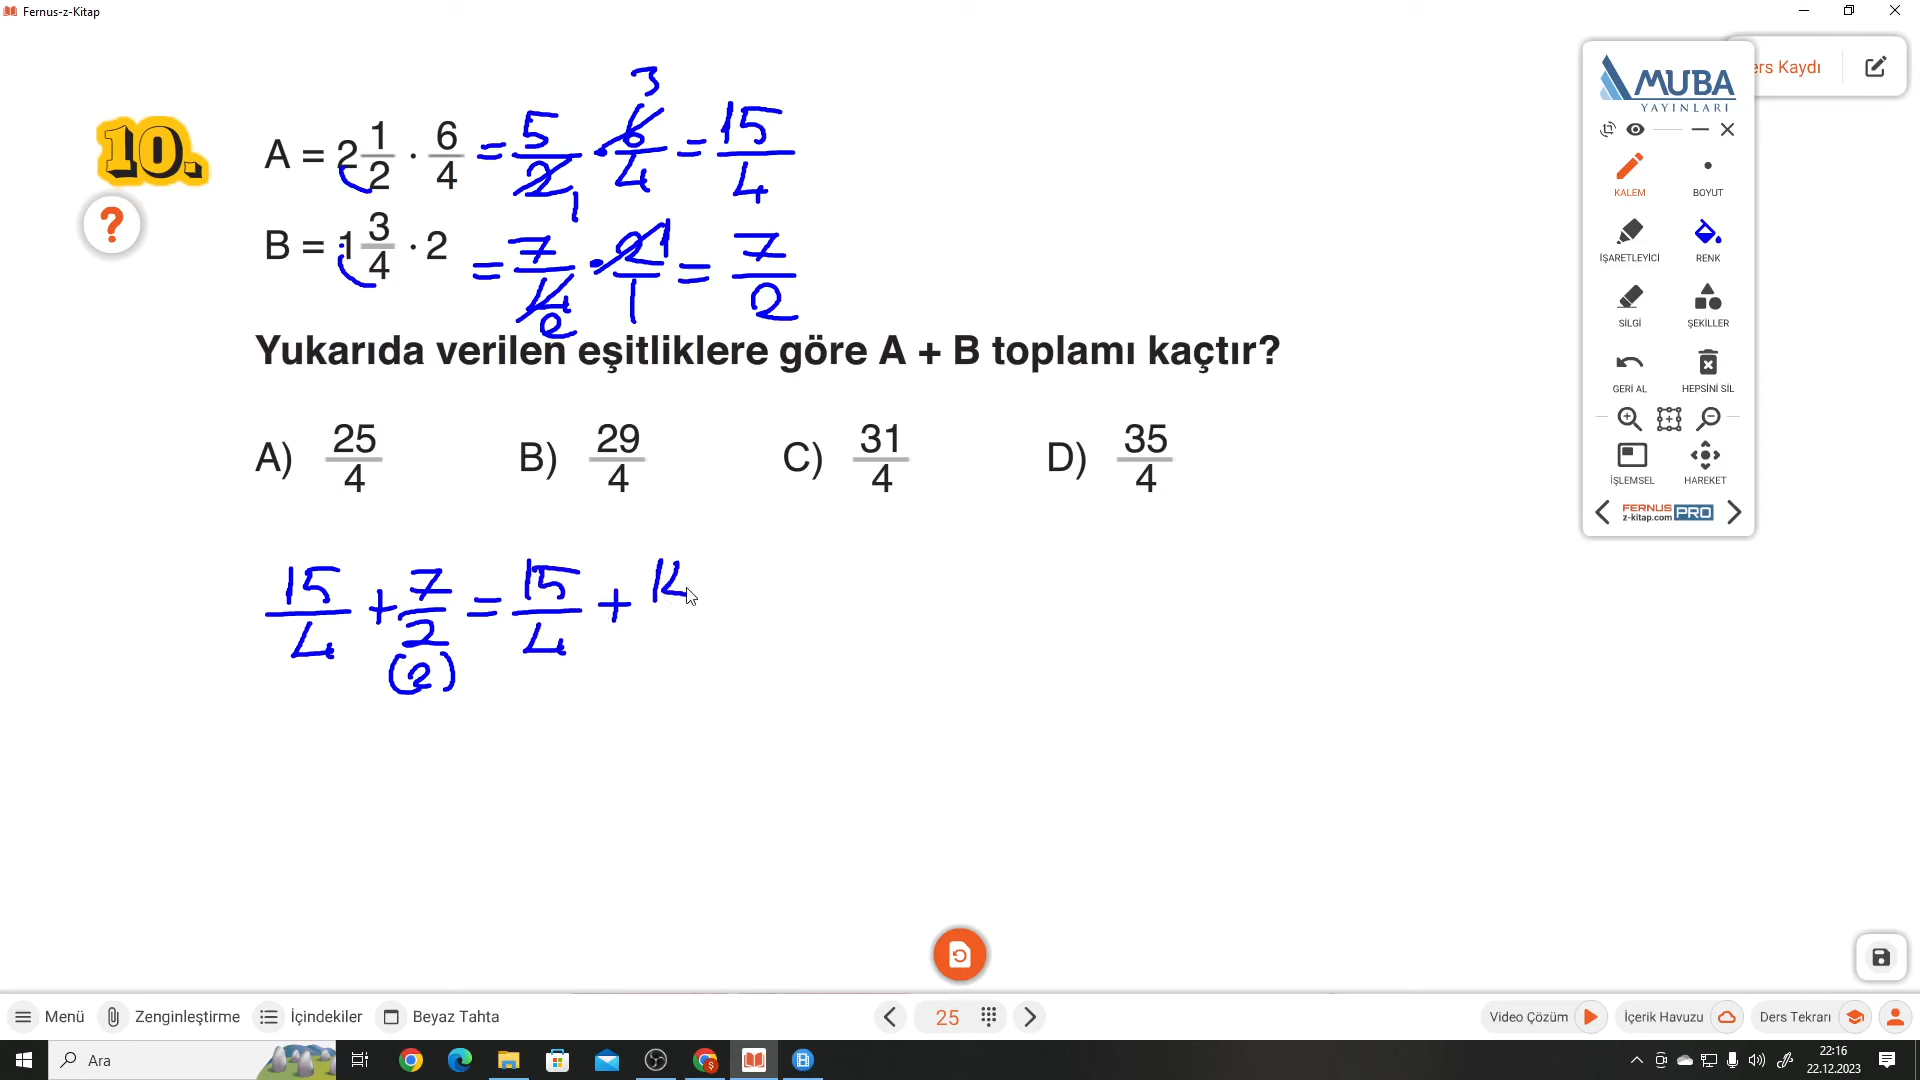 Fernus-z-Kitap
ers Kaydı
MUBA
YAYINLARI
10.
A = 2 1/2 · 6/4 = 5/2 · 6/4 = 15/4
3
1
B = 1 3/4 · 2 = 7/4 · 2/1 = 7/2
1
2
?
Yukarıda verilen eşitliklere göre A + B toplamı kaçtır?
A) 25/4 B) 29/4 C) 31/4 D) 35/4
15/4 + 7/2 = 15/4 + 14
(2)
KALEM BOYUT
İŞARETLEYİCİ RENK
SİLGİ ŞEKİLLER
GERİ AL HEPSİNİ SİL
İŞLEMSEL HAREKET
FERNUS
z-kitap.com PRO
Menü Zenginleştirme İçindekiler Beyaz Tahta 25 Video Çözüm İçerik Havuzu Ders Tekrarı
Ara
22:16
22.12.2023